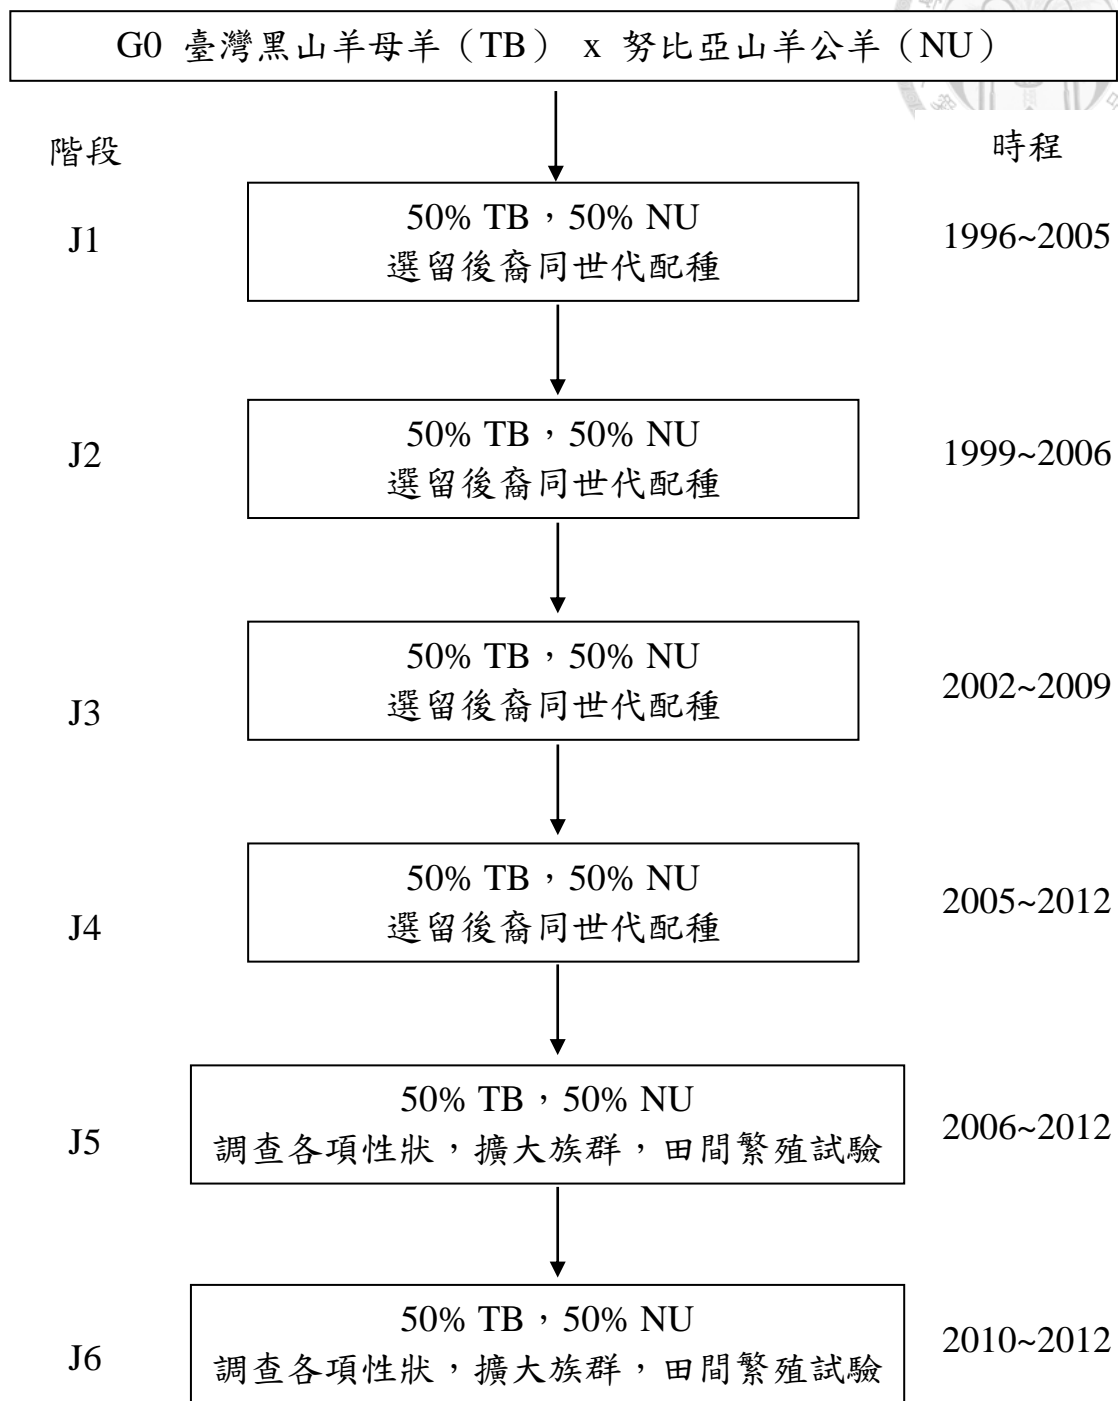 G0 臺灣黑山羊母羊（TB） x 努比亞山羊公羊（NU）
階段
時程
J1
50% TB，50% NU
選留後裔同世代配種
1996~2005
J2
50% TB，50% NU
選留後裔同世代配種
1999~2006
J3
50% TB，50% NU
選留後裔同世代配種
2002~2009
J4
50% TB，50% NU
選留後裔同世代配種
2005~2012
J5
50% TB，50% NU
調查各項性狀，擴大族群，田間繁殖試驗
2006~2012
J6
50% TB，50% NU
調查各項性狀，擴大族群，田間繁殖試驗
2010~2012